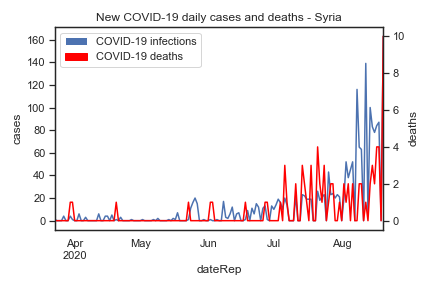 New COVID-19 daily cases and deaths - Syria
COVID-19 infections
COVID-19 deaths
160
140
120
100
80
60
40
20
0
cases
10
8
6
4
2
0
deaths
Apr
2020
May
Jun
Jul
Aug
dateRep